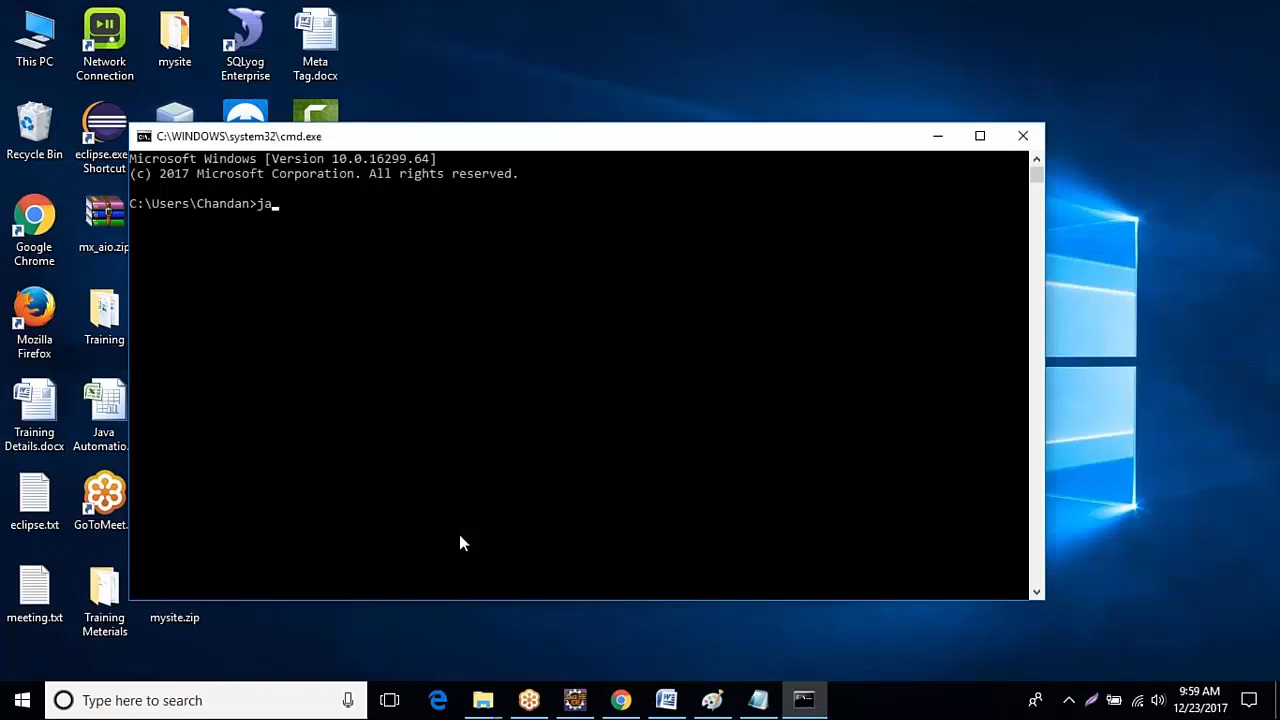 This PC
Network
Connection
mysite
SQLyog
Enterprise
Meta
Tag.docx
Recycle Bin
eclipse.exe
Shortcut
C:\WINDOWS\system32\cmd.exe
Microsoft Windows [Version 10.0.16299.64]
(c) 2017 Microsoft Corporation. All rights reserved.
C:\Users\Chandan>ja_
Google
Chrome
mx_aio.zip
Mozilla
Firefox
Training
Training
Details.docx
Java
Automatio...
eclipse.txt
GoToMeet...
meeting.txt
Training
Meterials
mysite.zip
Type here to search
9:59 AM
12/23/2017